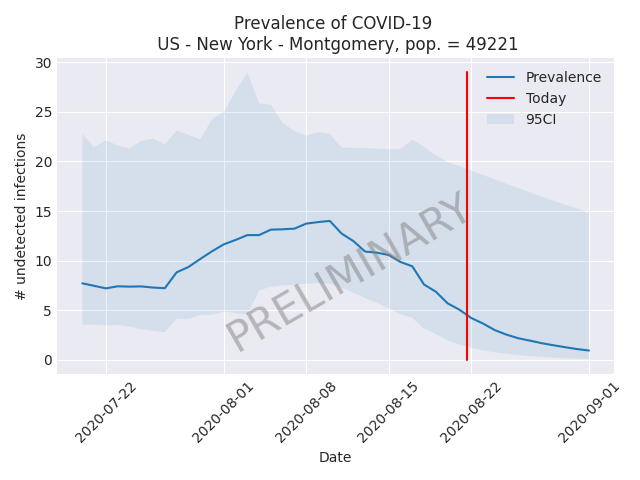 Prevalence of COVID-19
US - New York - Montgomery, pop. = 49221
30
25
20
15
10
5
0
# undetected infections
Prevalence
Today
95CI
PRELIMINARY
2020-07-22
2020-08-01
2020-08-08
2020-08-15
2020-08-22
2020-09-01
Date